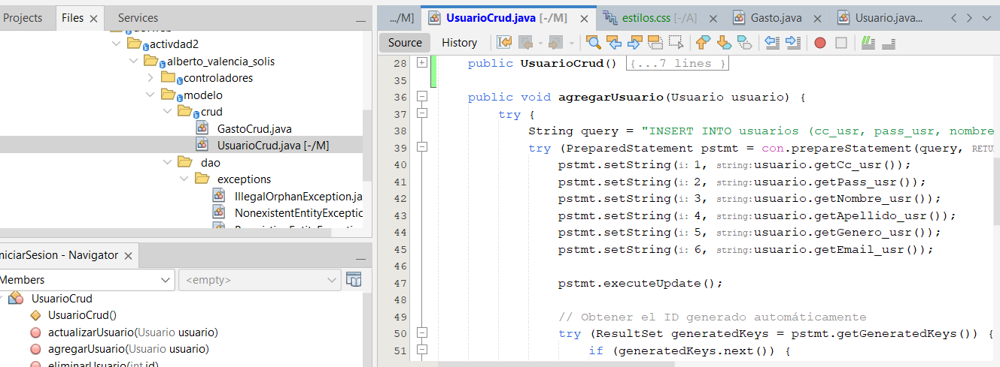 Projects Files Services
activdad2
alberto_valencia_solis
controladores
modelo
crud
GastoCrud.java
UsuarioCrud.java [-/M]
dao
exceptions
IllegalOrphanException.ja
NonexistentEntityExceptio
niciarSesion - Navigator
Members <empty>
UsuarioCrud
UsuarioCrud()
actualizarUsuario(Usuario usuario)
agregarUsuario(Usuario usuario)
eliminarUsuario(int id)
.../M] UsuarioCrud.java [-/M] estilos.css [-/A] Gasto.java Usuario.java...
Source History
28 public UsuarioCrud() {...7 lines }
35
36 public void agregarUsuario(Usuario usuario) {
37 try {
38 String query = "INSERT INTO usuarios (cc_usr, pass_usr, nombre
39 try (PreparedStatement pstmt = con.prepareStatement(query, RETU
40 pstmt.setString(i: 1, string:usuario.getCc_usr());
41 pstmt.setString(i: 2, string:usuario.getPass_usr());
42 pstmt.setString(i: 3, string:usuario.getNombre_usr());
43 pstmt.setString(i: 4, string:usuario.getApellido_usr());
44 pstmt.setString(i: 5, string:usuario.getGenero_usr());
45 pstmt.setString(i: 6, string:usuario.getEmail_usr());
46
47 pstmt.executeUpdate();
48
49 // Obtener el ID generado automáticamente
50 try (ResultSet generatedKeys = pstmt.getGeneratedKeys()) {
51 if (generatedKeys.next()) {